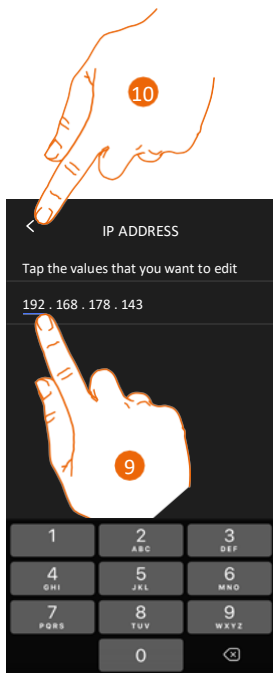 10
IP ADDRESS
Tap the values that you want to edit
192 . 168 . 178 . 143
9
1 2 3
ABC DEF
4 5 6
GHI JKL MNO
7 8 9
PQRS TUV WXYZ
0